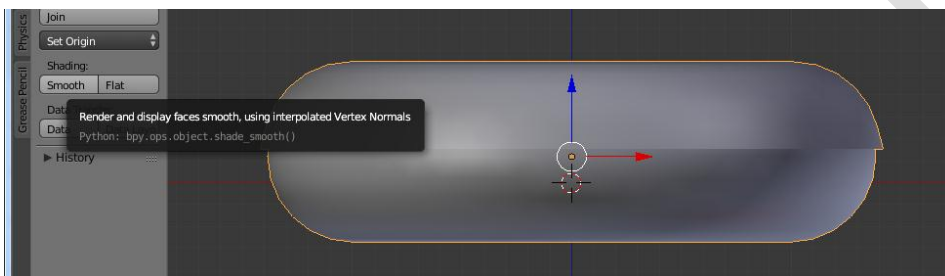 Physics
Grease Pencil
Join
Set Origin
Shading:
Smooth Flat
Render and display faces smooth, using interpolated Vertex Normals
Python: bpy.ops.object.shade_smooth()
History